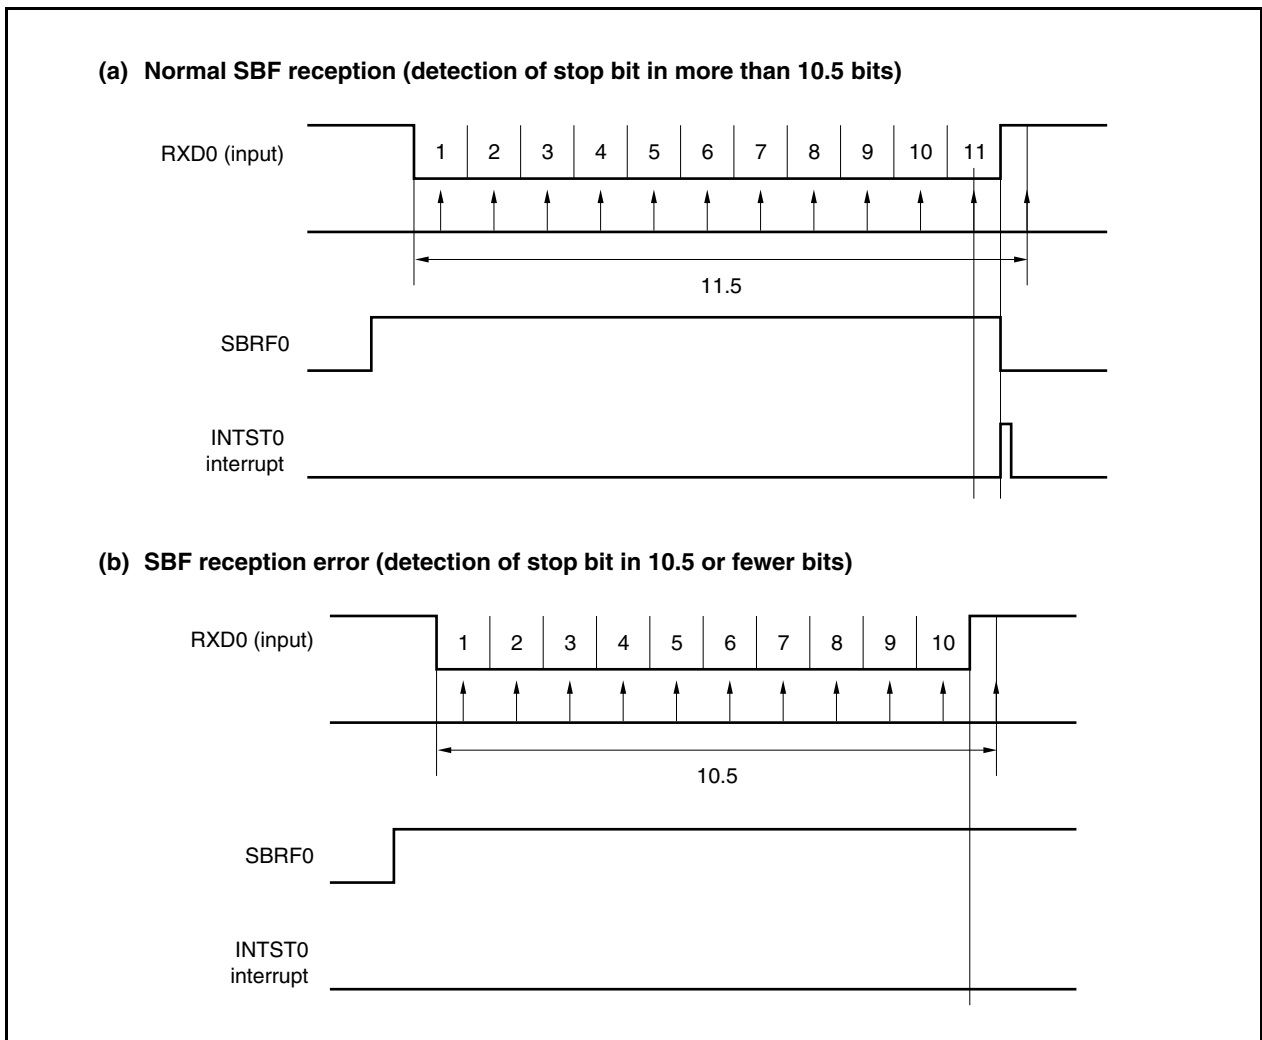 (a) Normal SBF reception (detection of stop bit in more than 10.5 bits)
RXD0 (input)
1 2 3 4 5 6 7 8 9 10 11
11.5
SBRF0
INTST0
interrupt
(b) SBF reception error (detection of stop bit in 10.5 or fewer bits)
RXD0 (input)
1 2 3 4 5 6 7 8 9 10
10.5
SBRF0
INTST0
interrupt